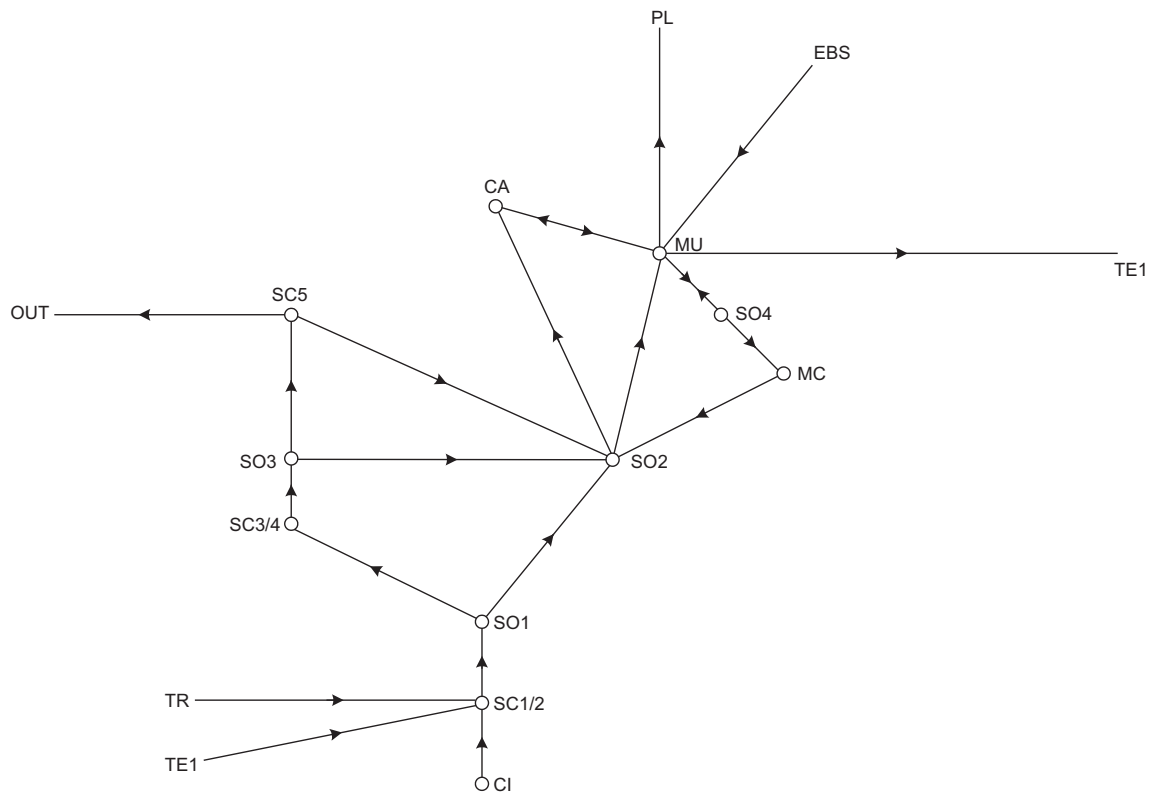 PL
EBS
CA
MU
TE1
SC5
OUT
SO4
MC
SO3
SO2
SC3/4
SO1
TR
SC1/2
TE1
CI